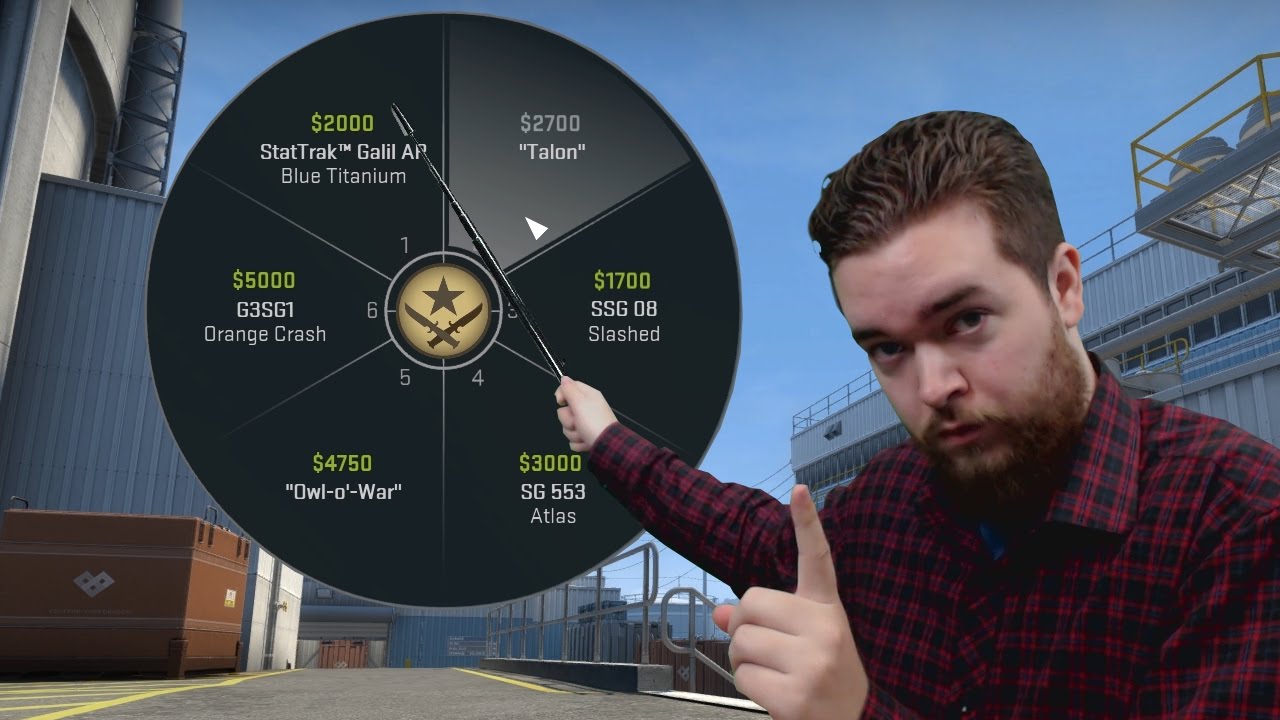 $2000
StatTrak™ Galil AR
Blue Titanium
$2700
"Talon"
$5000
G3SG1
Orange Crash
$1700
SSG 08
Slashed
1
6
3
5
4
$4750
"Owl-o'-War"
$3000
SG 553
Atlas